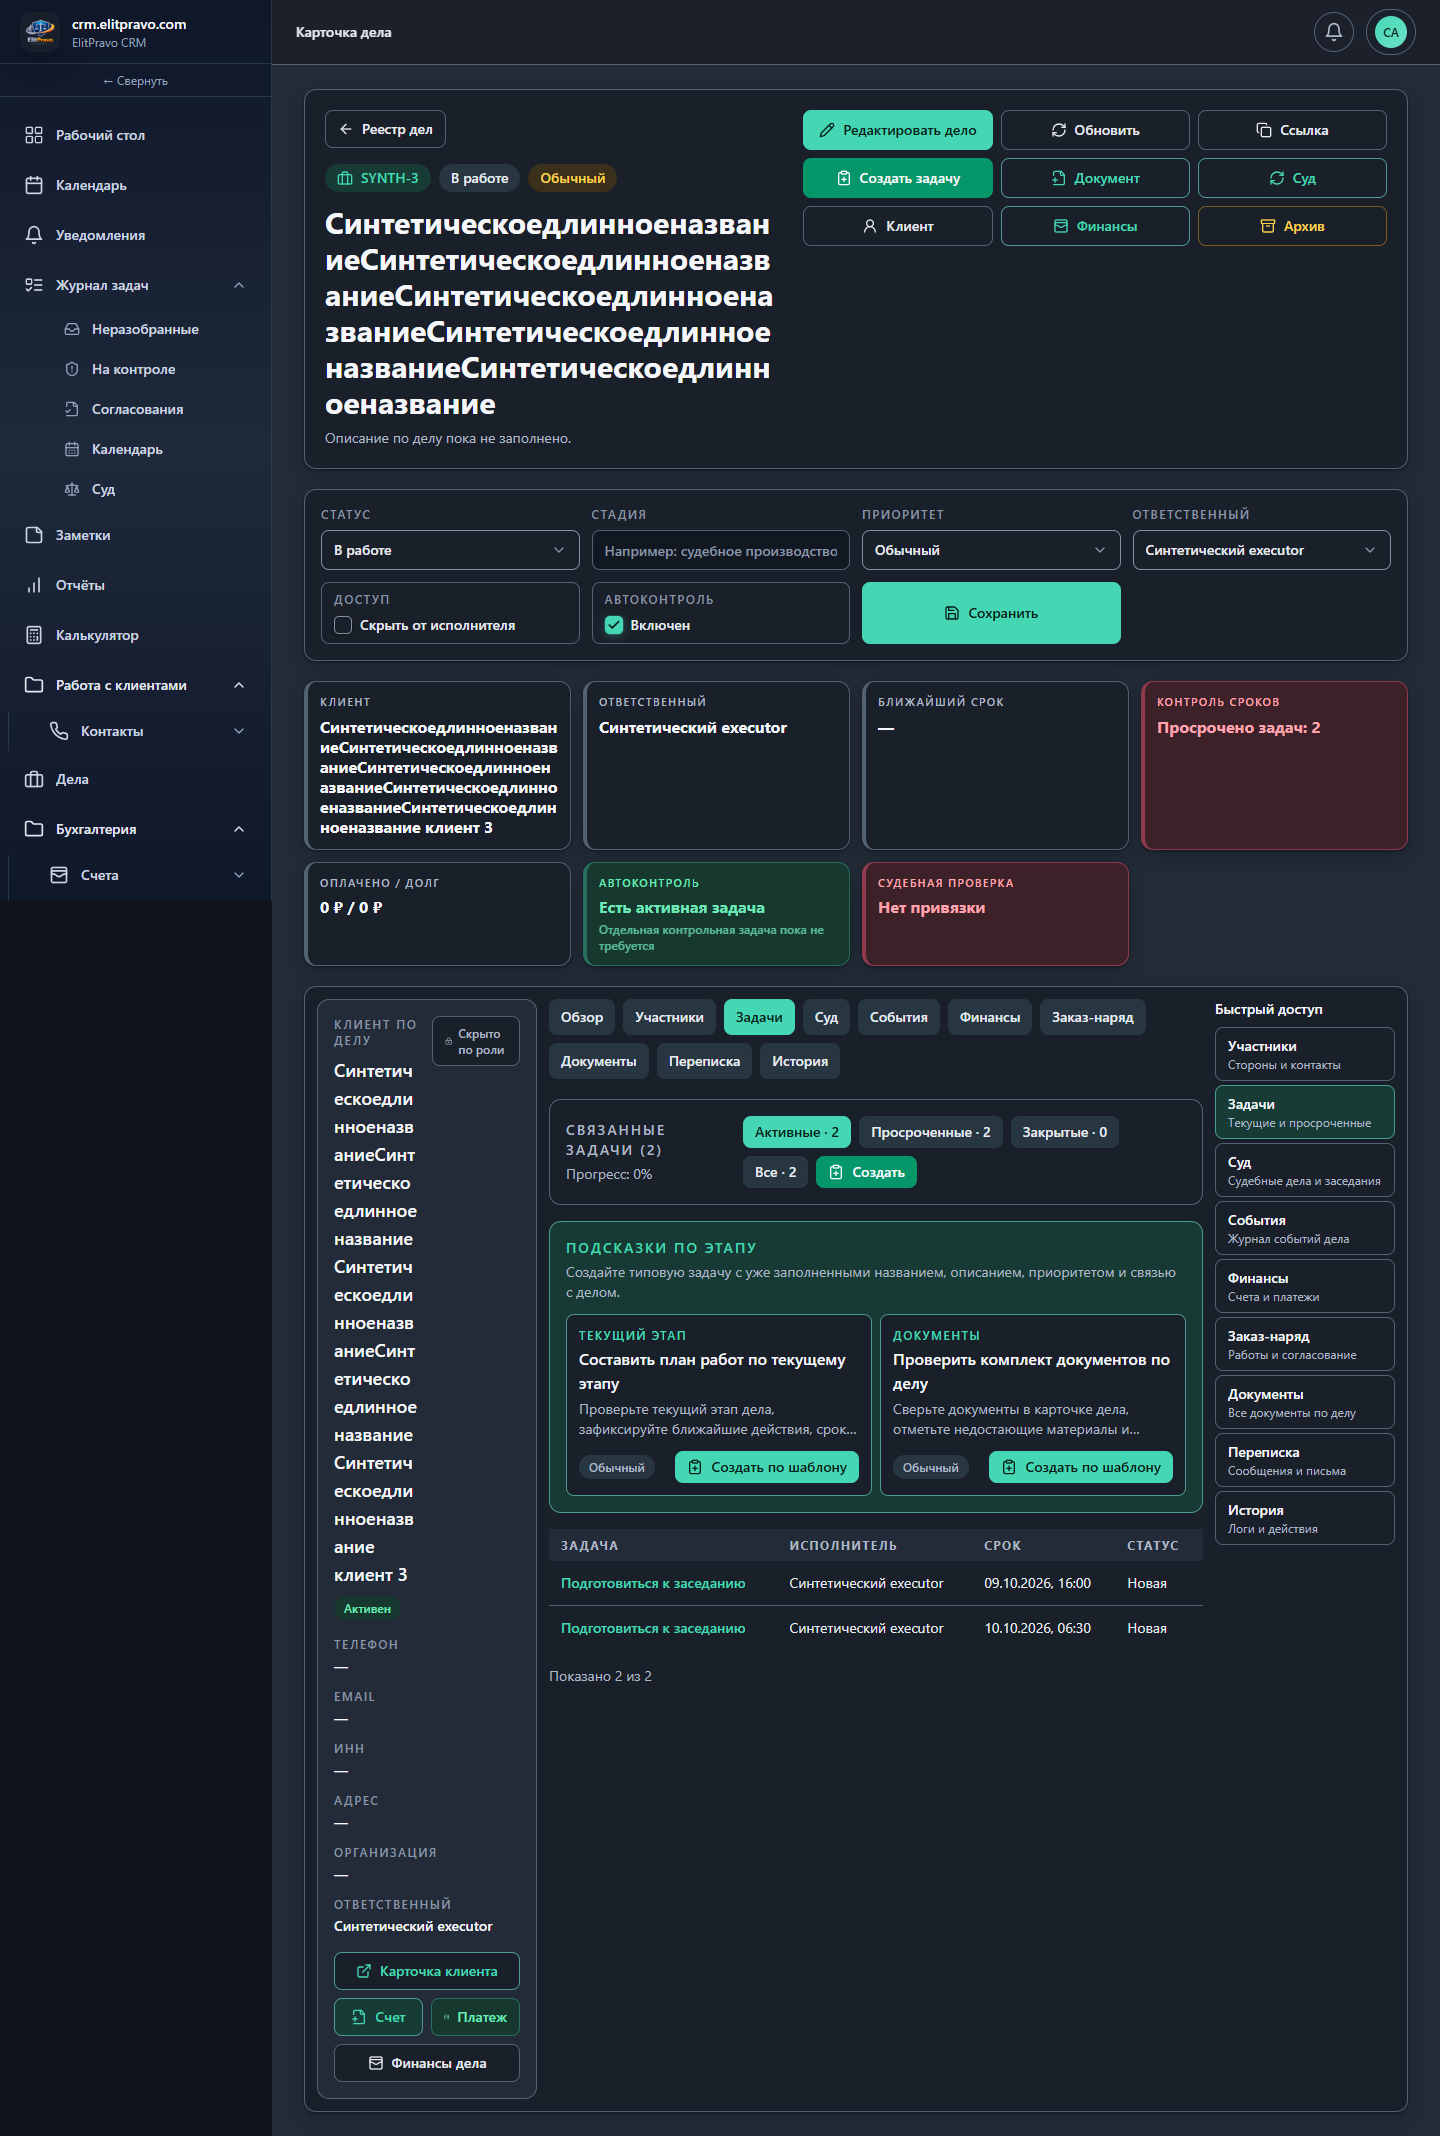 crm.elitpravo.com
ElitPravo CRM
← Свернуть
Рабочий стол
Календарь
Уведомления
Журнал задач
Неразобранные
На контроле
Согласования
Календарь
Суд
Заметки
Отчёты
Калькулятор
Работа с клиентами
Контакты
Дела
Бухгалтерия
Счета
Карточка дела
СА
Реестр дел
Редактировать дело
Обновить
Ссылка
SYNTH-3
В работе
Обычный
Создать задачу
Документ
Суд
Клиент
Финансы
Архив
Синтетическоедлинноеназван
иеСинтетическоедлинноеназв
аниеСинтетическоедлинноена
званиеСинтетическоедлинное
названиеСинтетическоедлинн
оеназвание
Описание по делу пока не заполнено.
СТАТУС
СТАДИЯ
ПРИОРИТЕТ
ОТВЕТСТВЕННЫЙ
В работе
Например: судебное производство
Обычный
Синтетический executor
ДОСТУП
Скрыть от исполнителя
АВТОКОНТРОЛЬ
Включен
Сохранить
КЛИЕНТ
Синтетическоедлинноеназван
иеСинтетическоедлинноеназв
аниеСинтетическоедлинноен
азваниеСинтетическоедлинно
еназваниеСинтетическоедлин
ноеназвание клиент 3
ОТВЕТСТВЕННЫЙ
Синтетический executor
БЛИЖАЙШИЙ СРОК
—
КОНТРОЛЬ СРОКОВ
Просрочено задач: 2
ОПЛАЧЕНО / ДОЛГ
0 ₽ / 0 ₽
АВТОКОНТРОЛЬ
Есть активная задача
Отдельная контрольная задача пока не
требуется
СУДЕБНАЯ ПРОВЕРКА
Нет привязки
КЛИЕНТ ПО
ДЕЛУ
Скрыто
по роли
Синтетич
ескоедли
нноеназв
аниеСинт
етическо
едлинное
название
Синтетич
ескоедли
нноеназв
аниеСинт
етическо
едлинное
название
Синтетич
ескоедли
нноеназв
ание
клиент 3
Активен
ТЕЛЕФОН
—
EMAIL
—
ИНН
—
АДРЕС
—
ОРГАНИЗАЦИЯ
—
ОТВЕТСТВЕННЫЙ
Синтетический executor
Карточка клиента
Счет
Платеж
Финансы дела
Обзор
Участники
Задачи
Суд
События
Финансы
Заказ-наряд
Документы
Переписка
История
СВЯЗАННЫЕ
ЗАДАЧИ (2)
Прогресс: 0%
Активные · 2
Просроченные · 2
Закрытые · 0
Все · 2
Создать
ПОДСКАЗКИ ПО ЭТАПУ
Создайте типовую задачу с уже заполненными названием, описанием, приоритетом и связью
с делом.
ТЕКУЩИЙ ЭТАП
Составить план работ по текущему
этапу
Проверьте текущий этап дела,
зафиксируйте ближайшие действия, срок...
Обычный
Создать по шаблону
ДОКУМЕНТЫ
Проверить комплект документов по
делу
Сверьте документы в карточке дела,
отметьте недостающие материалы и...
Обычный
Создать по шаблону
ЗАДАЧА
ИСПОЛНИТЕЛЬ
СРОК
СТАТУС
Подготовиться к заседанию
Синтетический executor
09.10.2026, 16:00
Новая
Подготовиться к заседанию
Синтетический executor
10.10.2026, 06:30
Новая
Показано 2 из 2
Быстрый доступ
Участники
Стороны и контакты
Задачи
Текущие и просроченные
Суд
Судебные дела и заседания
События
Журнал событий дела
Финансы
Счета и платежи
Заказ-наряд
Работы и согласование
Документы
Все документы по делу
Переписка
Сообщения и письма
История
Логи и действия